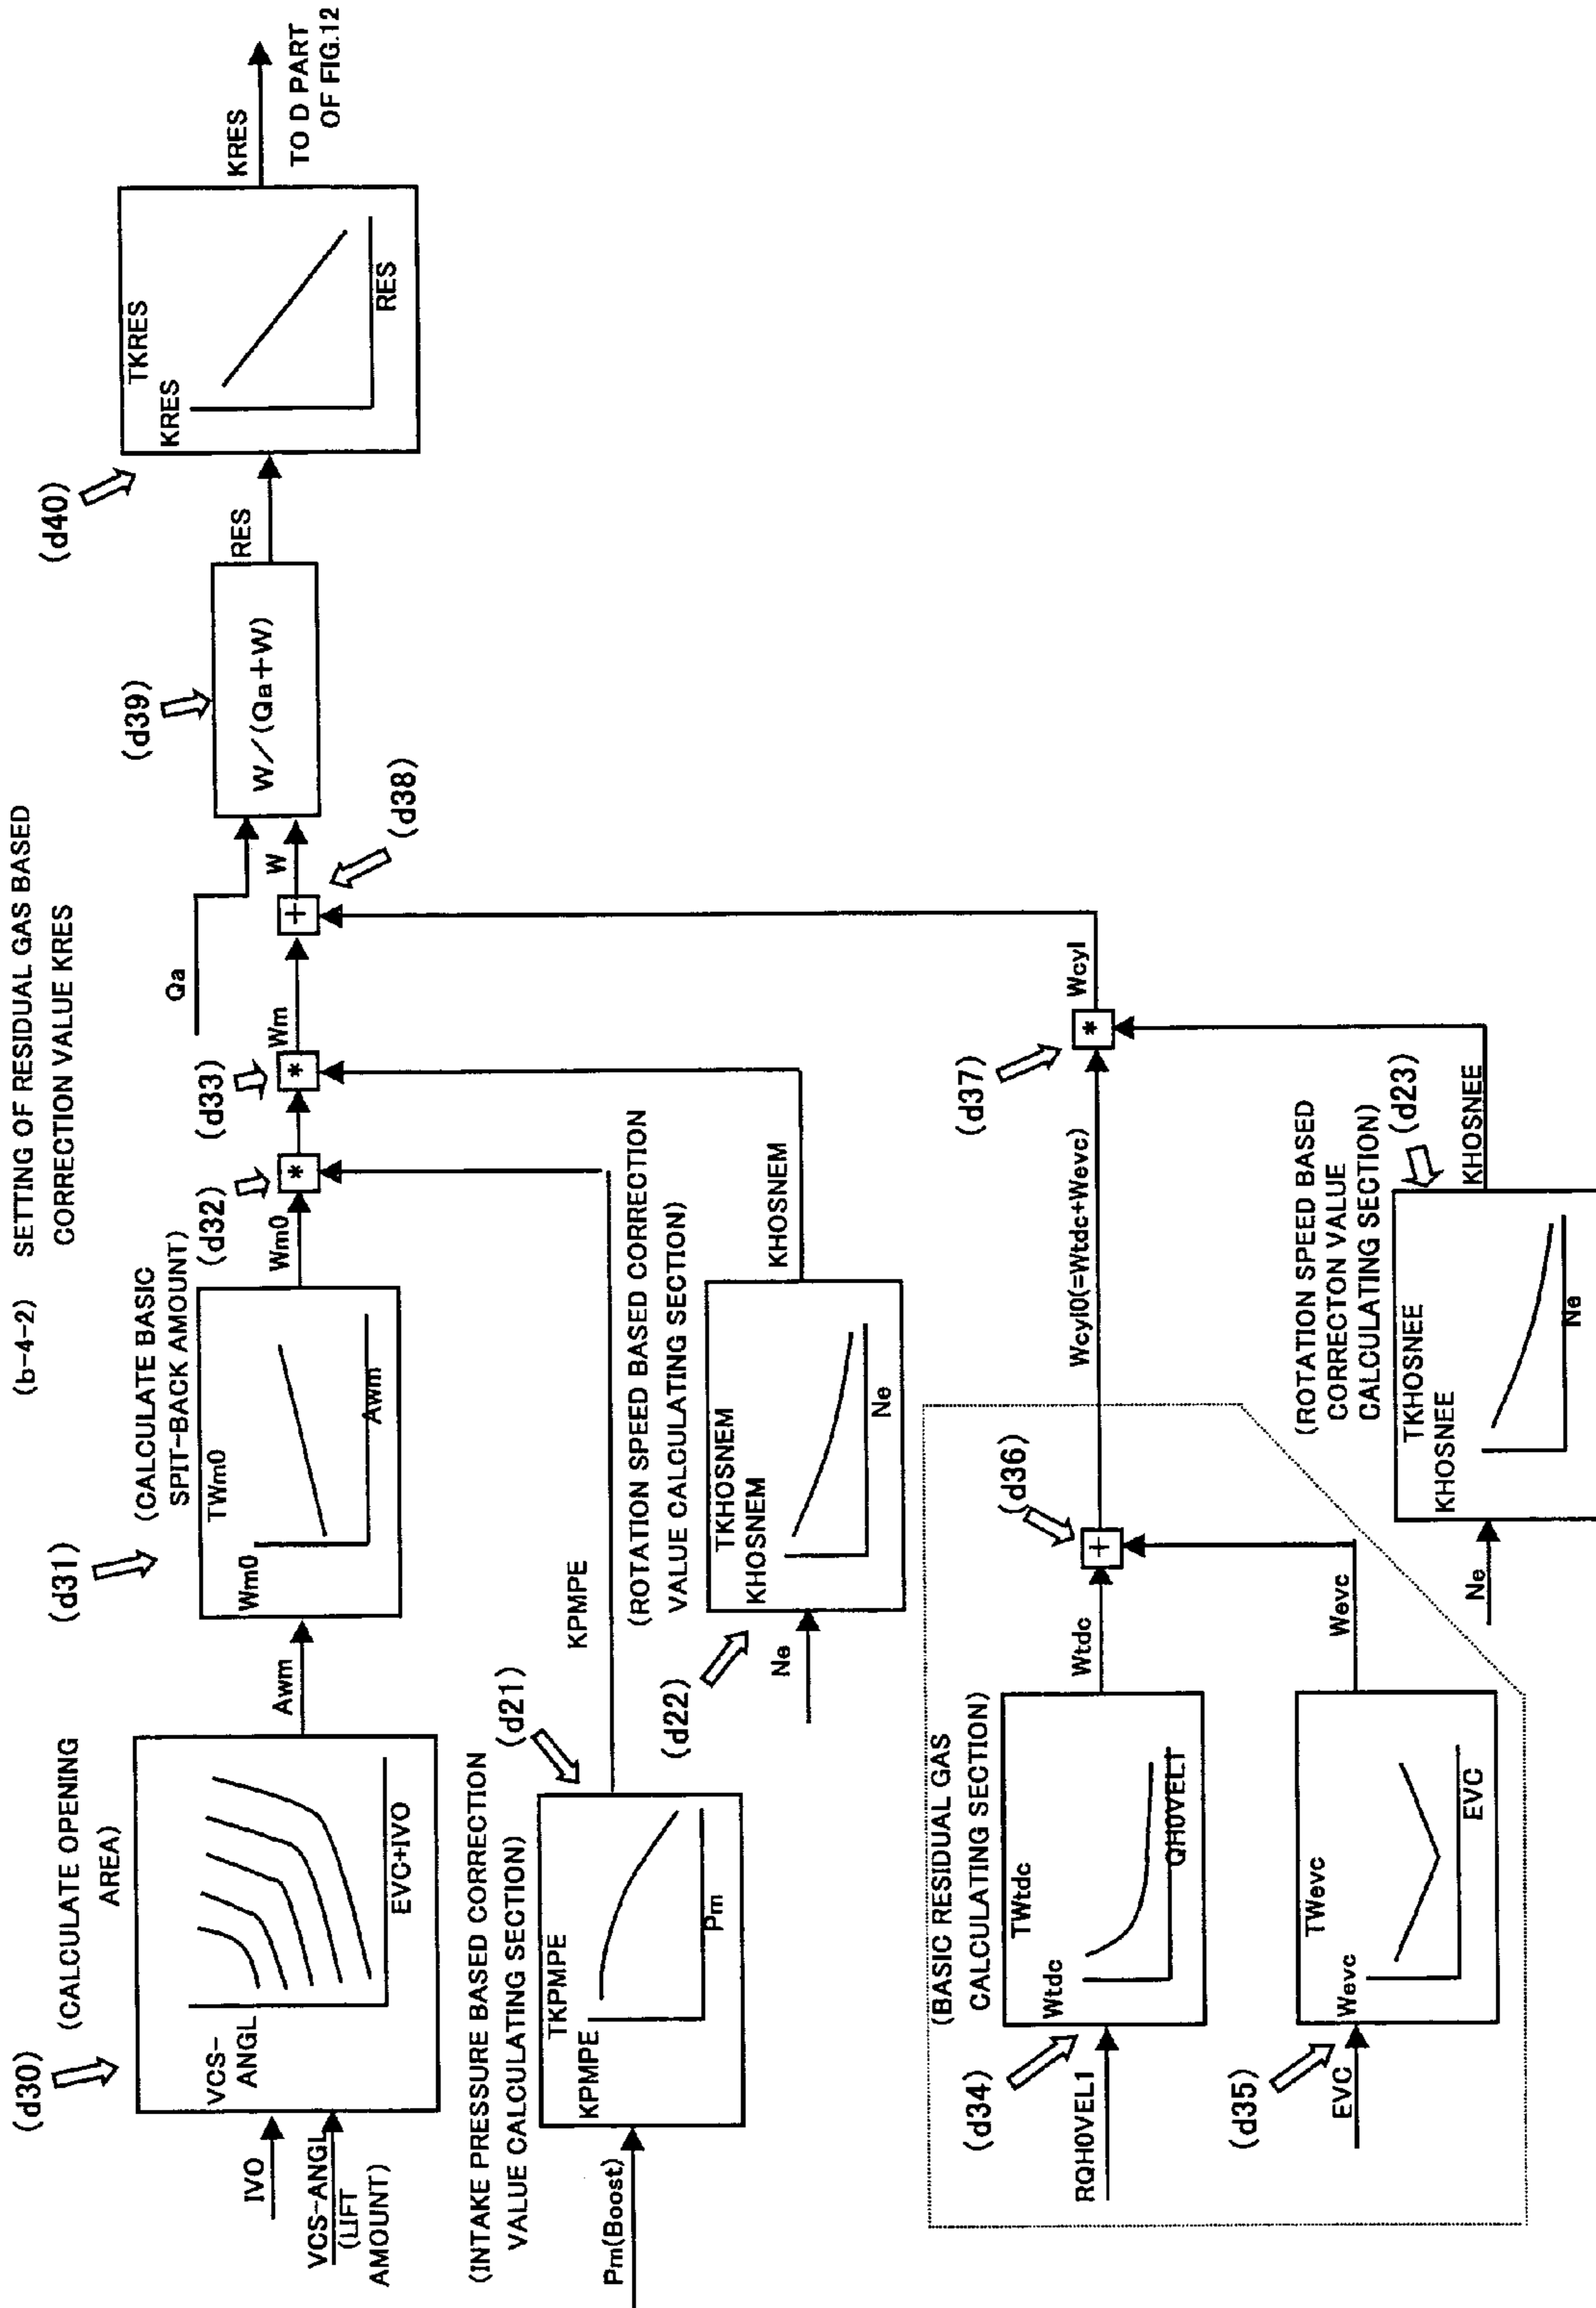 (b-4-2) SETTING OF RESIDUAL GAS BASED
CORRECTION VALUE KRES
(d30)
(CALCULATE OPENING
AREA)
VCS-
ANGL
EVC+IVO
IVO
VCS-ANGL
(LIFT
AMOUNT)
Awm
(d31)
(CALCULATE BASIC
SPIT-BACK AMOUNT)
TWm0
Wm0
Awm
Wm0
(d32)
*
(d33)
*
Wm
Qa
+
W
(d38)
(d39)
W/(Qa+W)
RES
(d40)
TKRES
KRES
RES
KRES
TO D PART
OF FIG.12
(INTAKE PRESSURE BASED CORRECTION
VALUE CALCULATING SECTION)
(d21)
TKPMPE
KPMPE
Pm
Pm(Boost)
KPMPE
(ROTATION SPEED BASED CORRECTION
VALUE CALCULATING SECTION)
(d22)
TKHOSNEM
KHOSNEM
Ne
Ne
KHOSNEM
(BASIC RESIDUAL GAS
CALCULATING SECTION)
(d34)
TWtdc
Wtdc
QH0VEL1
RQH0VEL1
Wtdc
(d36)
+
Wcyl0(=Wtdc+Wevc)
(d37)
*
Wcyl
(d35)
TWevc
Wevc
EVC
EVC
Wevc
(ROTATION SPEED BASED
CORRECTON VALUE
CALCULATING SECTION)
(d23)
TKHOSNEE
KHOSNEE
Ne
Ne
KHOSNEE